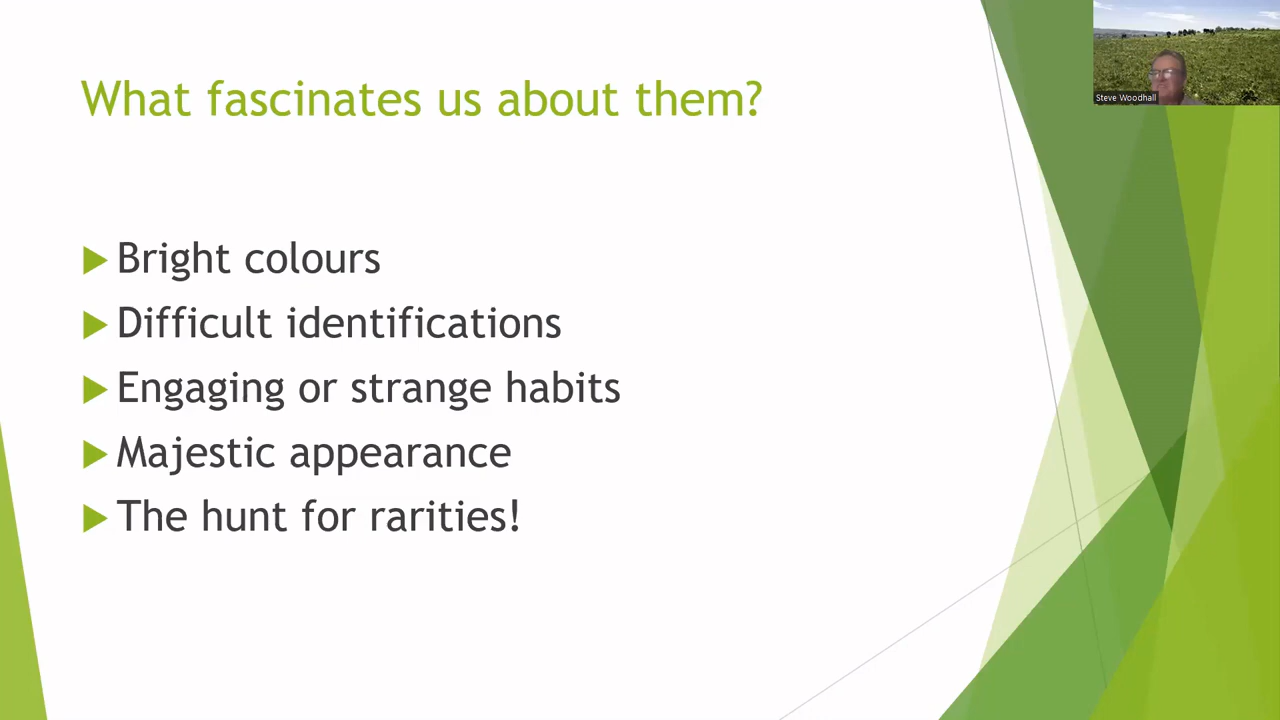 What fascinates us about them?
Steve Woodhall
Bright colours
Difficult identifications
Engaging or strange habits
Majestic appearance
The hunt for rarities!